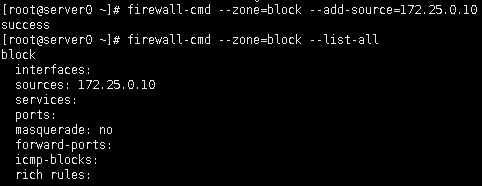 [root@server0 ~]# firewall-cmd --zone=block --add-source=172.25.0.10
success
[root@server0 ~]# firewall-cmd --zone=block --list-all
block
  interfaces:
  sources: 172.25.0.10
  services:
  ports:
  masquerade: no
  forward-ports:
  icmp-blocks:
  rich rules: